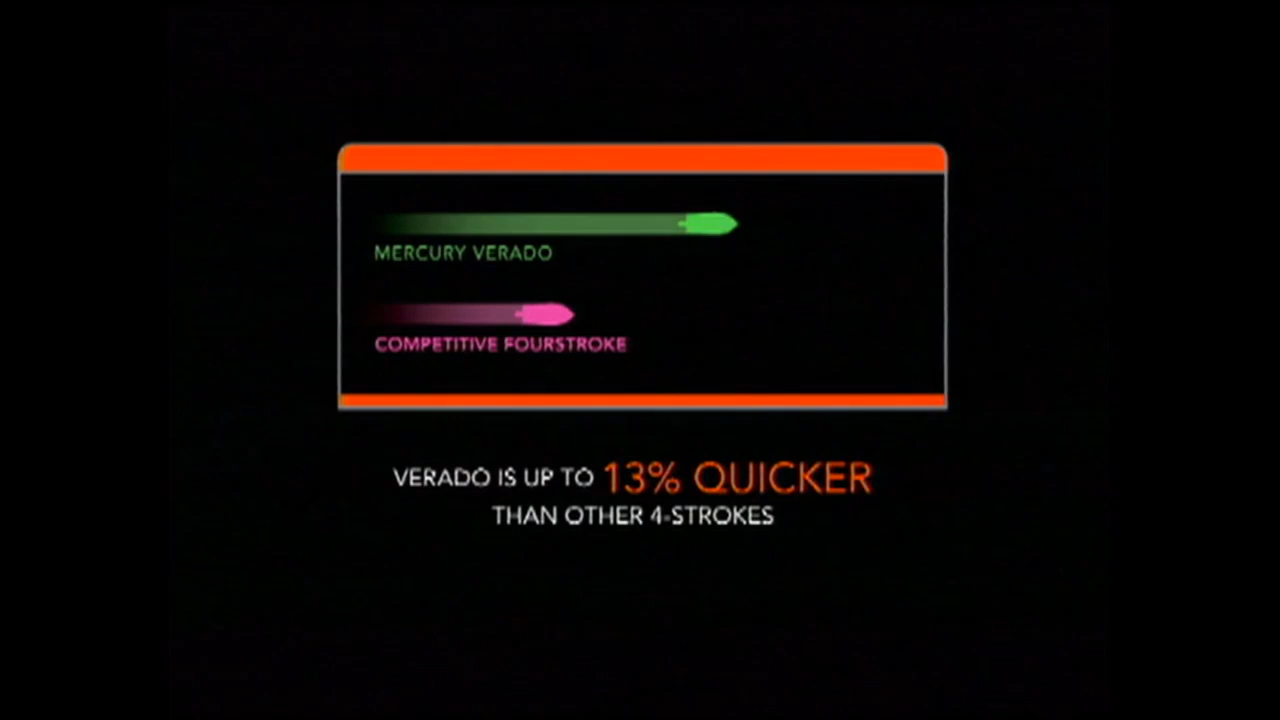 MERCURY VERADO
COMPETITIVE FOURSTROKE
VERADO IS UP TO 13% QUICKER
THAN OTHER 4-STROKES